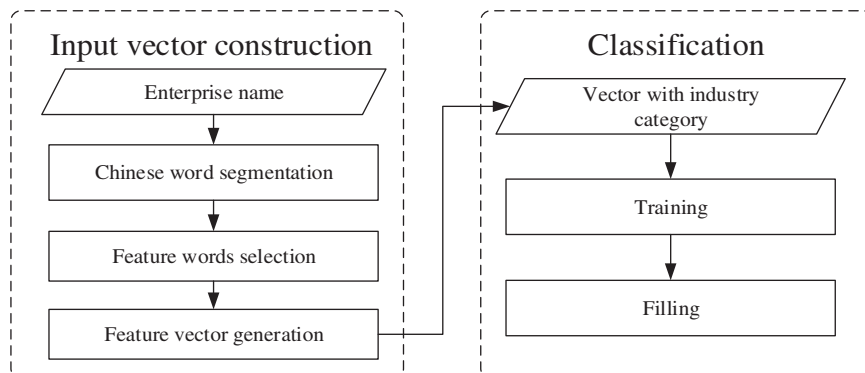 Input vector construction
Enterprise name
Chinese word segmentation
Feature words selection
Feature vector generation
Classification
Vector with industry
category
Training
Filling